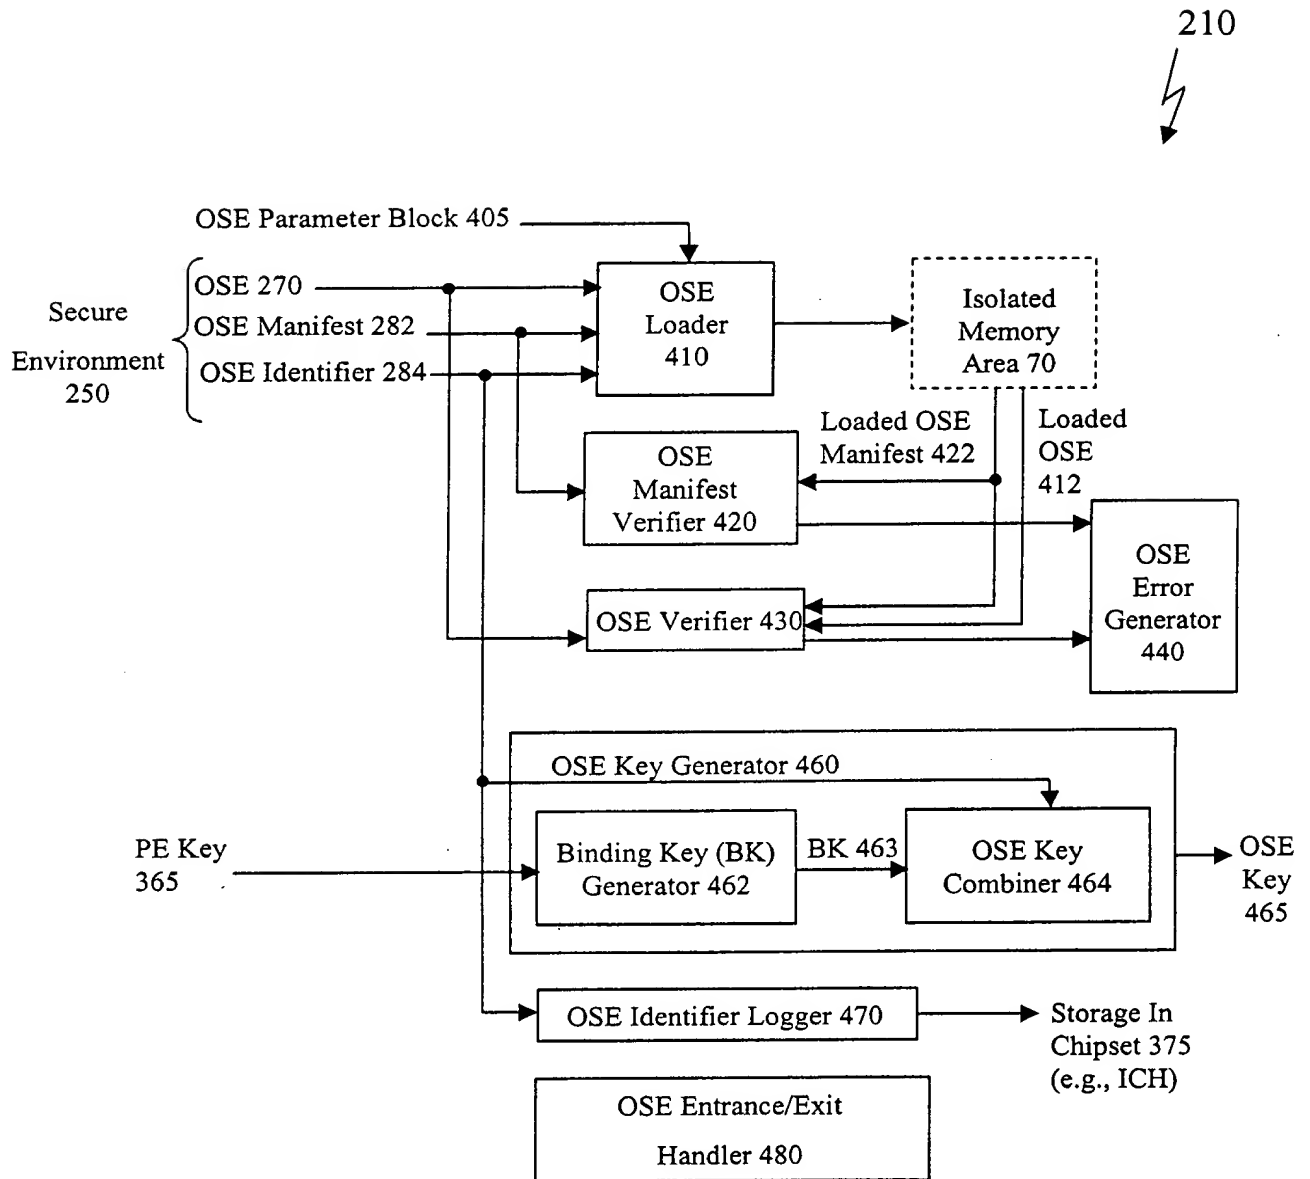 210
OSE Parameter Block 405
Secure
Environment 250
OSE 270
OSE Manifest 282
OSE Identifier 284
OSE
Loader
410
Isolated
Memory
Area 70
Loaded OSE
Manifest 422
Loaded
OSE
412
OSE
Manifest
Verifier 420
OSE Verifier 430
OSE
Error
Generator
440
OSE Key Generator 460
PE Key
365
Binding Key (BK)
Generator 462
BK 463
OSE Key
Combiner 464
OSE
Key
465
OSE Identifier Logger 470
Storage In
Chipset 375
(e.g., ICH)
OSE Entrance/Exit
Handler 480